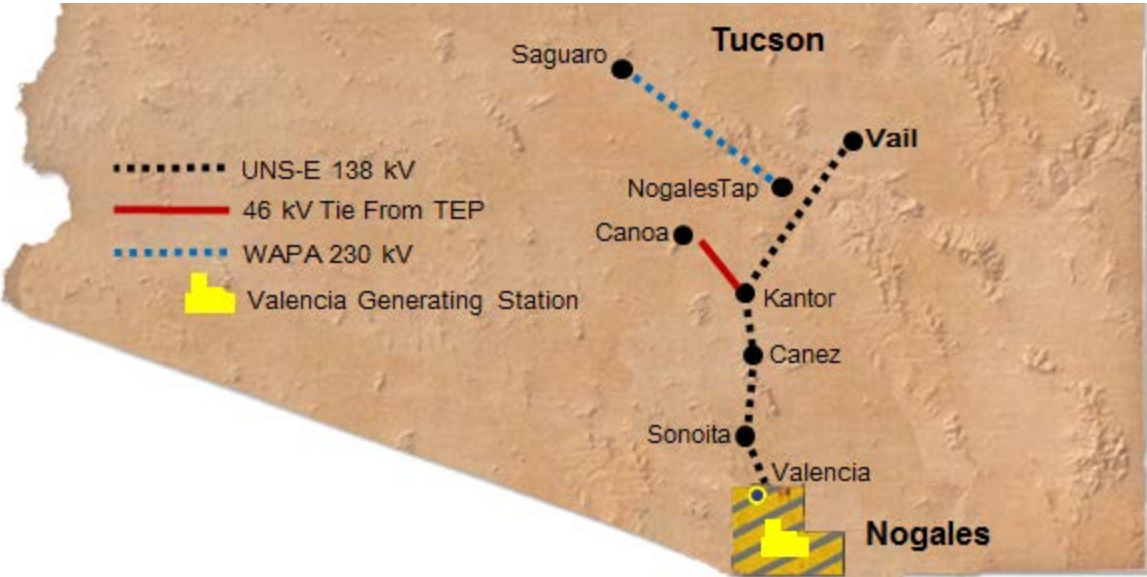 Tucson
Saguaro
Vail
UNS-E 138 kV
NogalesTap
46 kV Tie From TEP
Canoa
WAPA 230 kV
Valencia Generating Station
Kantor
Canez
Sonoita
Valencia
Nogales